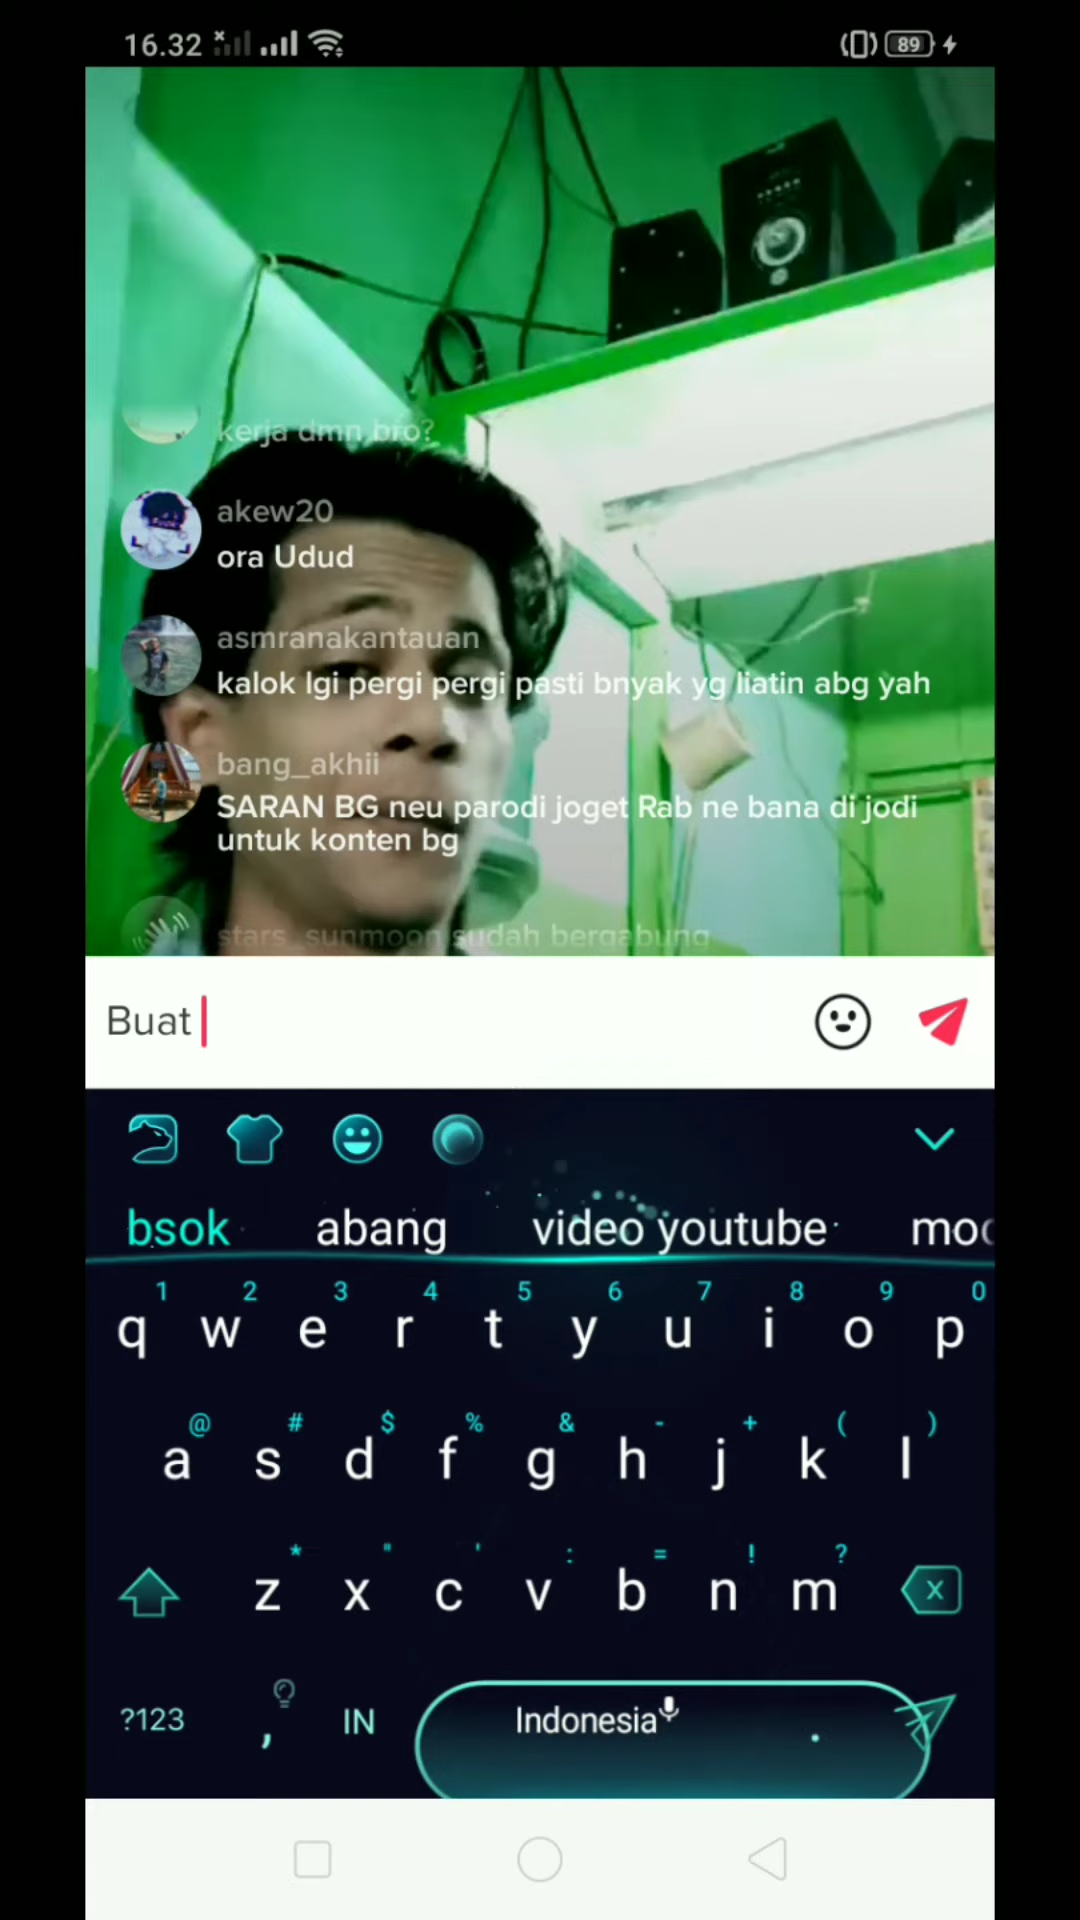 16.32
89
kerja dmn bro?
akew20
ora Udud
asmranakantauan
kalok lgi pergi pergi pasti bnyak yg liatin abg yah
bang_akhii
SARAN BG neu parodi joget Rab ne bana di jodi
untuk konten bg
stars_sunmoon sudah bergabung
Buat
bsok abang video youtube moc
1 2 3 4 5 6 7 8 9 0
q w e r t y u i o p
@ # $ % & - + ( )
a s d f g h j k l
* " ' : = ! ?
z x c v b n m
?123 , IN Indonesia .